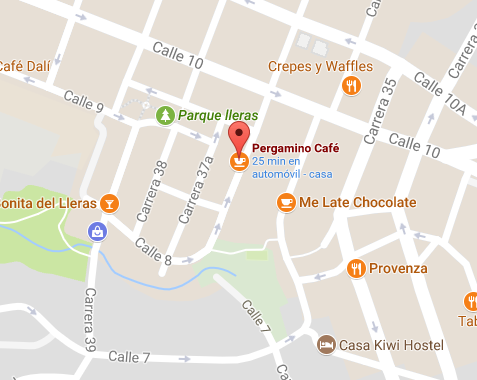 Café Dalí
Calle 10
Crepes y Waffles
Carrera 35
Carrera 3
Calle 10A
Calle 9
Parque lleras
Calle 10
Pergamino Café
25 min en
automóvil - casa
Carrera 38
Carrera 37a
Bonita del Lleras
Me Late Chocolate
Calle 8
Provenza
Carrera 39
Calle 7
Tab
Calle 7
Casa Kiwi Hostel